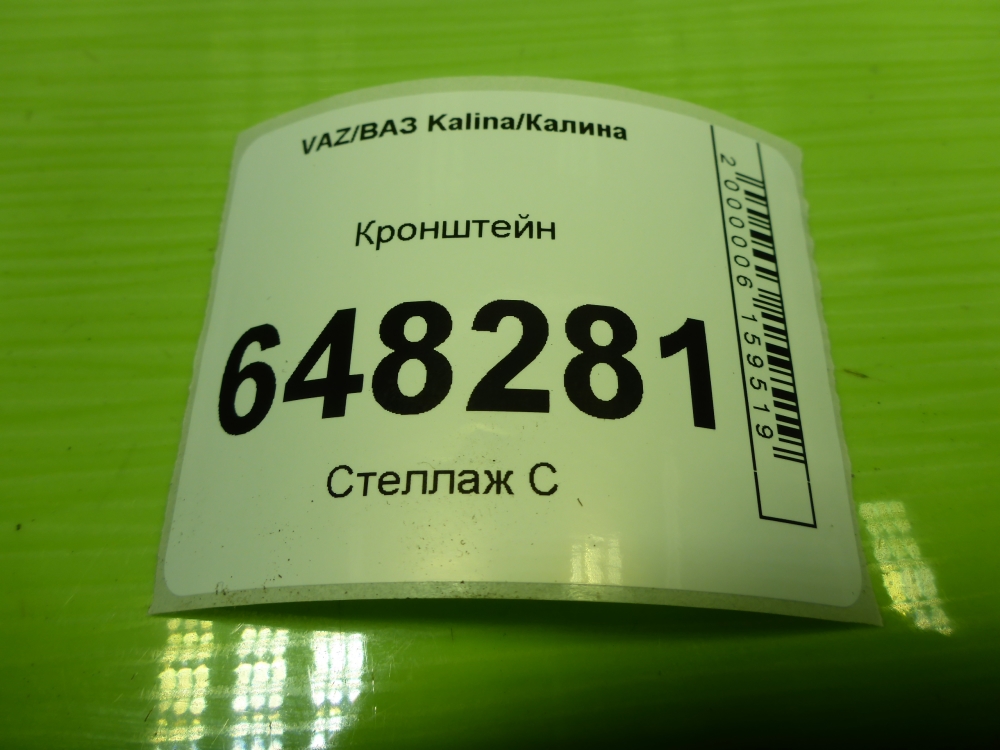 VAZ/ВАЗ Kalina/Калина
Кронштейн
648281
Стеллаж С
2000006159519